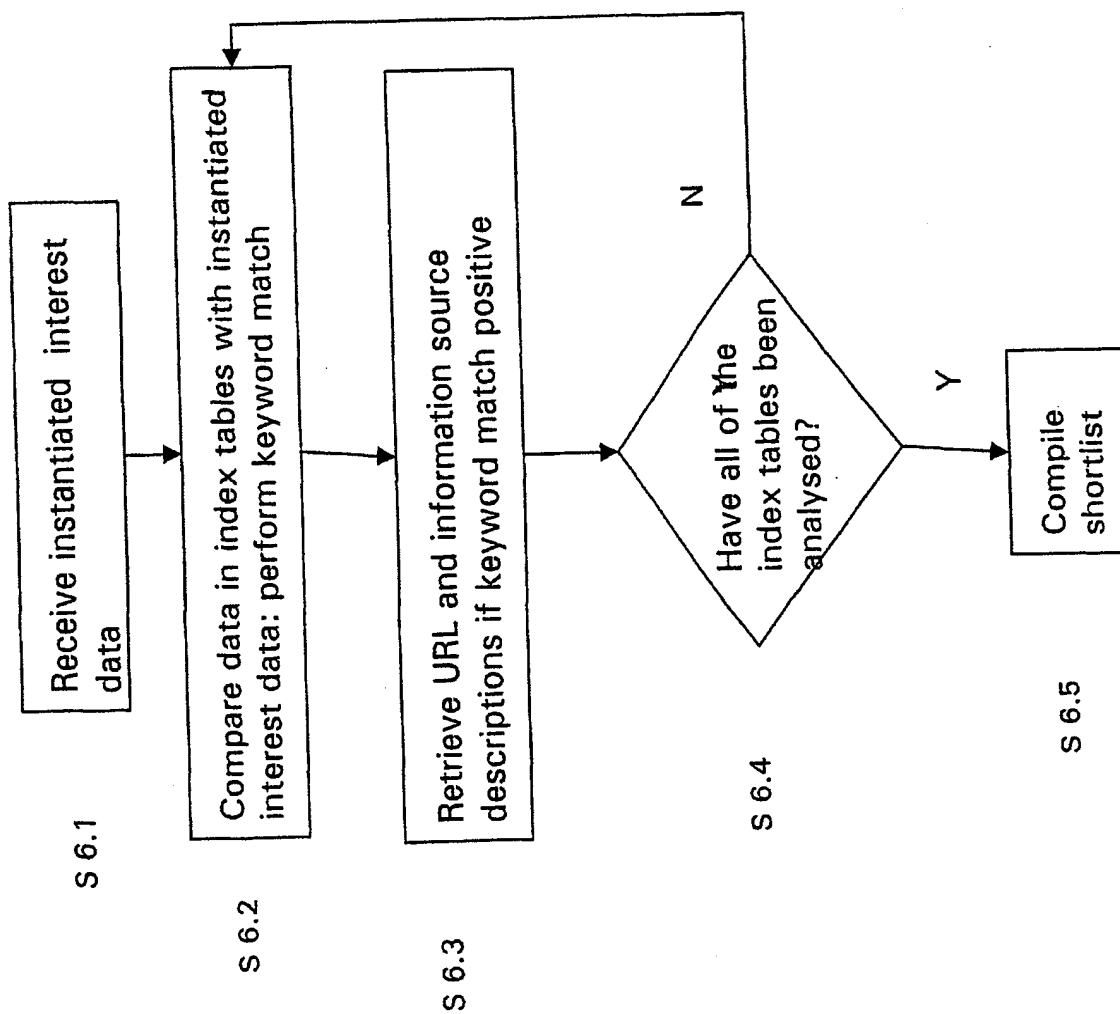 s 6.1
Receive instantiated interest
data
s 6.2
Compare data in index tables with instantiated
interest data: perform keyword match
s 6.3
Retrieve URL and information source
descriptions if keyword match positive
s 6.4
Have all of the
index tables been
analysed?
N
Y
s 6.5
Compile
shortlist